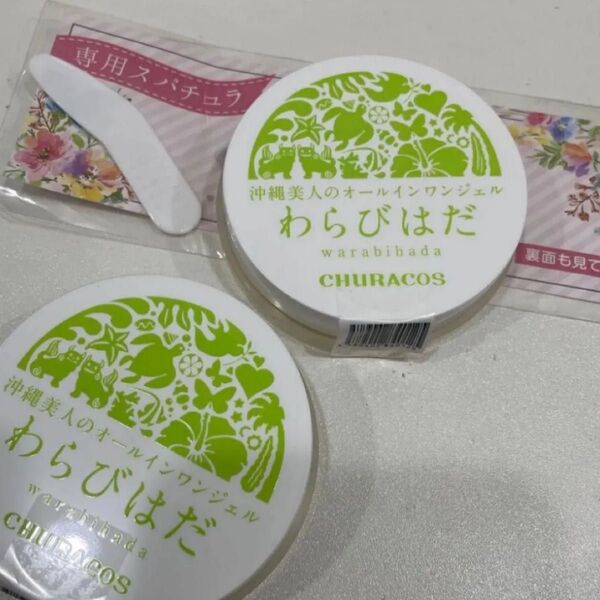 専用スパチュラ
沖縄美人のオールインワンジェル
わらびはだ
warabihada
CHURACOS
裏面も見て
沖縄美人のオールインワンジェル
わらびはだ
warabihada
CHURACOS